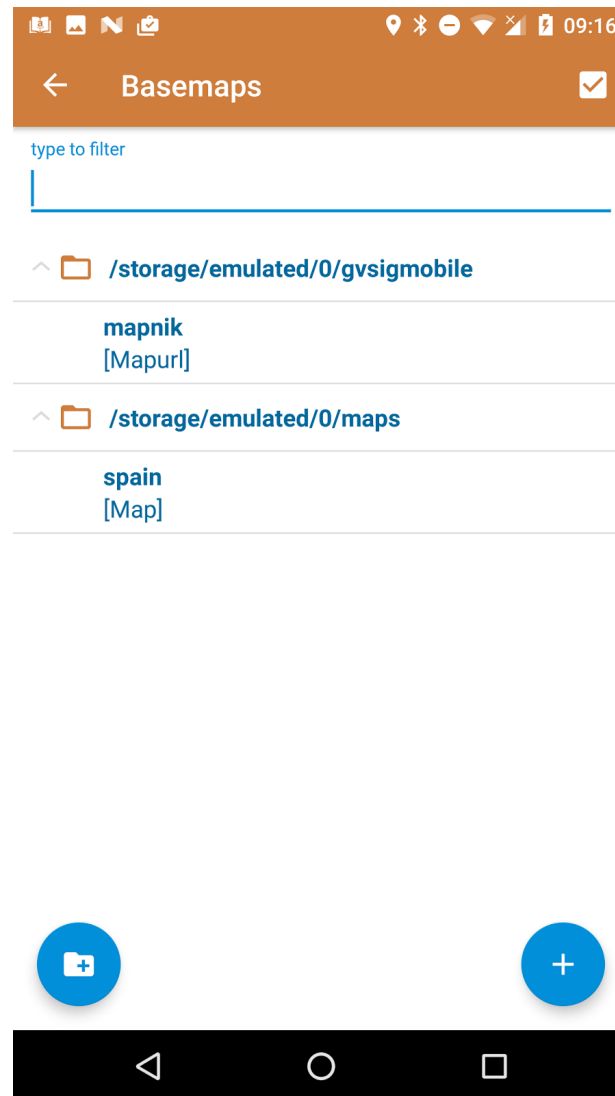 09:16
Basemaps
type to filter
/storage/emulated/0/gvsigmobile
mapnik
[Mapurl]
/storage/emulated/0/maps
spain
[Map]